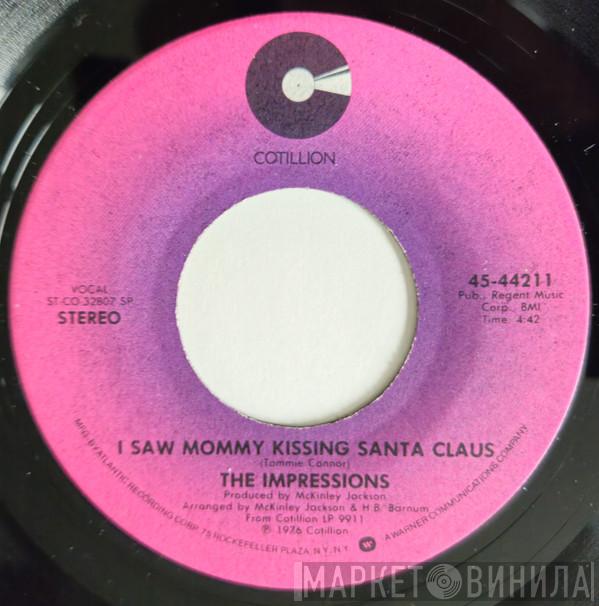 COTILLION
VOCAL
ST-CO-32807 SP
STEREO
45-44211
Pub., Regent Music
Corp., BMI
Time: 4:42
I SAW MOMMY KISSING SANTA CLAUS
(Tommie Connor)
THE IMPRESSIONS
Produced by McKinley Jackson
Arranged by McKinley Jackson & H.B. Barnum
From Cotillion LP 9911
℗ 1976 Cotillion
MFG. BY ATLANTIC RECORDING CORP. 75 ROCKEFELLER PLAZA, N.Y., N.Y. A WARNER COMMUNICATIONS COMPANY
МАРКЕТ ВИНИЛА